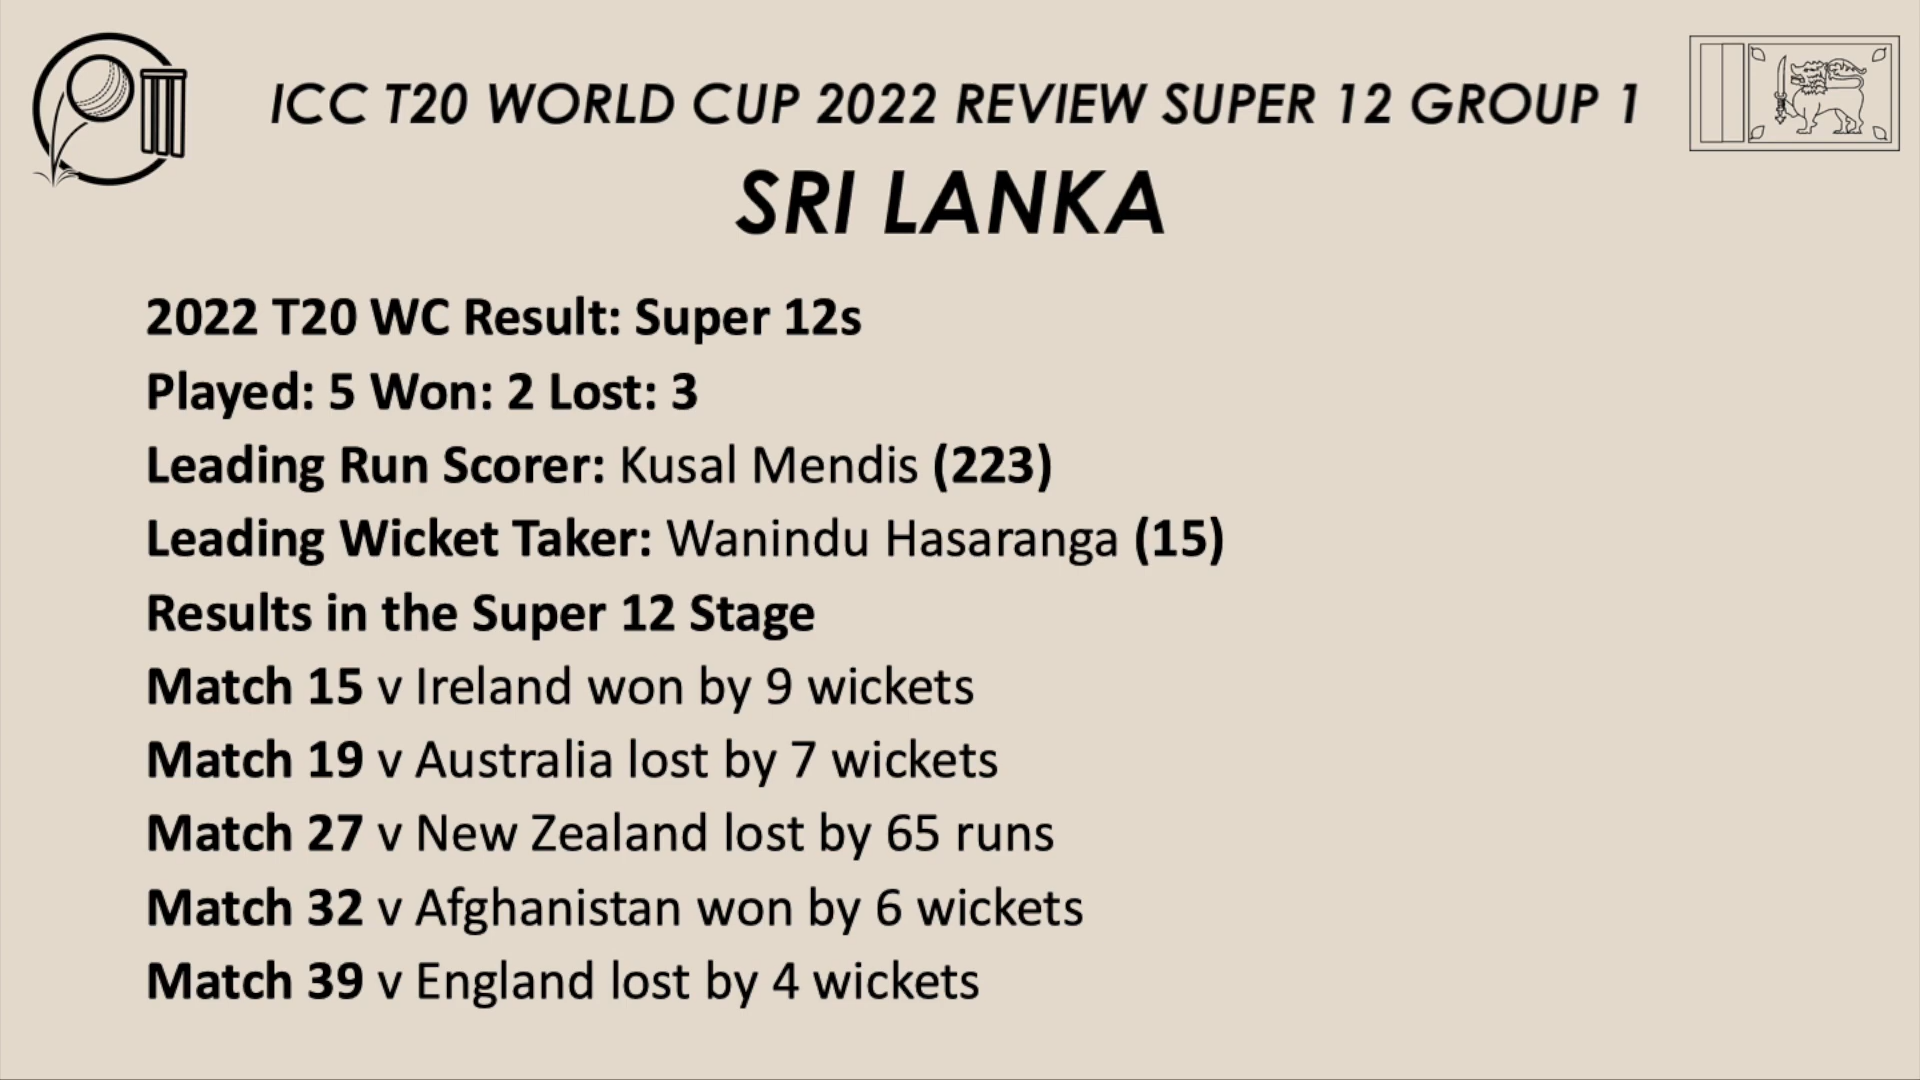 ICC T20 WORLD CUP 2022 REVIEW SUPER 12 GROUP 1
SRI LANKA
2022 T20 WC Result: Super 12s
Played: 5 Won: 2 Lost: 3
Leading Run Scorer: Kusal Mendis (223)
Leading Wicket Taker: Wanindu Hasaranga (15)
Results in the Super 12 Stage
Match 15 v Ireland won by 9 wickets
Match 19 v Australia lost by 7 wickets
Match 27 v New Zealand lost by 65 runs
Match 32 v Afghanistan won by 6 wickets
Match 39 v England lost by 4 wickets